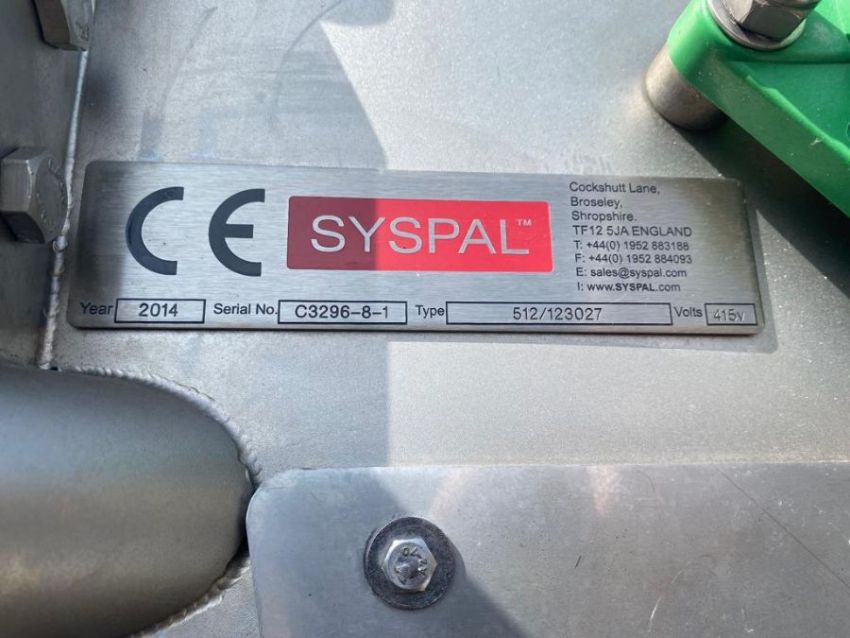 CE SYSPAL™
Cockshutt Lane,
Broseley,
Shropshire.
TF12 5JA ENGLAND
T: +44(0) 1952 883188
F: +44(0) 1952 884093
E: sales@syspal.com
I: www.SYSPAL.com
Year 2014 Serial No. C3296-8-1 Type 512/123027 Volts 415v